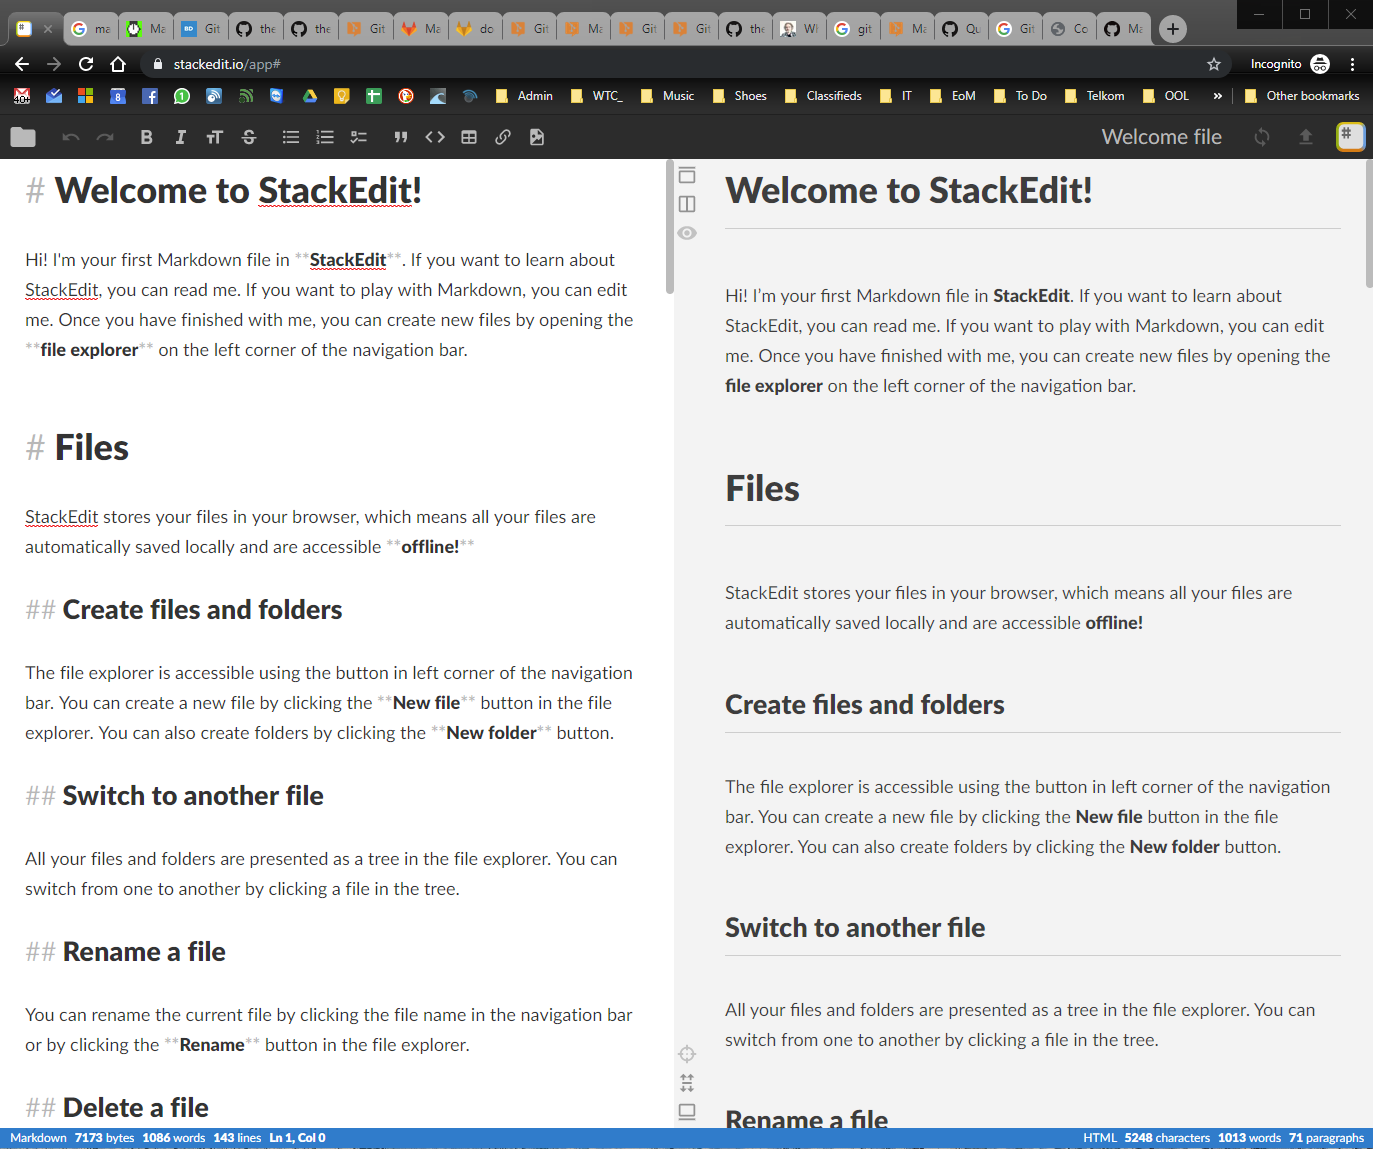 ma
Ma
Git
the
the
Git
Ma
do
Git
Ma
Git
Git
the
Wh
git
Ma
Qu
Git
Co
Ma
stackedit.io/app#
Incognito
Admin
WTC_
Music
Shoes
Classifieds
IT
EoM
To Do
Telkom
OOL
»
Other bookmarks
Welcome file
# Welcome to StackEdit!
Hi! I'm your first Markdown file in **StackEdit**. If you want to learn about
StackEdit, you can read me. If you want to play with Markdown, you can edit
me. Once you have finished with me, you can create new files by opening the
**file explorer** on the left corner of the navigation bar.
# Files
StackEdit stores your files in your browser, which means all your files are
automatically saved locally and are accessible **offline!**
## Create files and folders
The file explorer is accessible using the button in left corner of the navigation
bar. You can create a new file by clicking the **New file** button in the file
explorer. You can also create folders by clicking the **New folder** button.
## Switch to another file
All your files and folders are presented as a tree in the file explorer. You can
switch from one to another by clicking a file in the tree.
## Rename a file
You can rename the current file by clicking the file name in the navigation bar
or by clicking the **Rename** button in the file explorer.
## Delete a file
Welcome to StackEdit!
Hi! I’m your first Markdown file in StackEdit. If you want to learn about
StackEdit, you can read me. If you want to play with Markdown, you can edit
me. Once you have finished with me, you can create new files by opening the
file explorer on the left corner of the navigation bar.
Files
StackEdit stores your files in your browser, which means all your files are
automatically saved locally and are accessible offline!
Create files and folders
The file explorer is accessible using the button in left corner of the navigation
bar. You can create a new file by clicking the New file button in the file
explorer. You can also create folders by clicking the New folder button.
Switch to another file
All your files and folders are presented as a tree in the file explorer. You can
switch from one to another by clicking a file in the tree.
Rename a file
Markdown 7173 bytes 1086 words 143 lines Ln 1, Col 0
HTML 5248 characters 1013 words 71 paragraphs